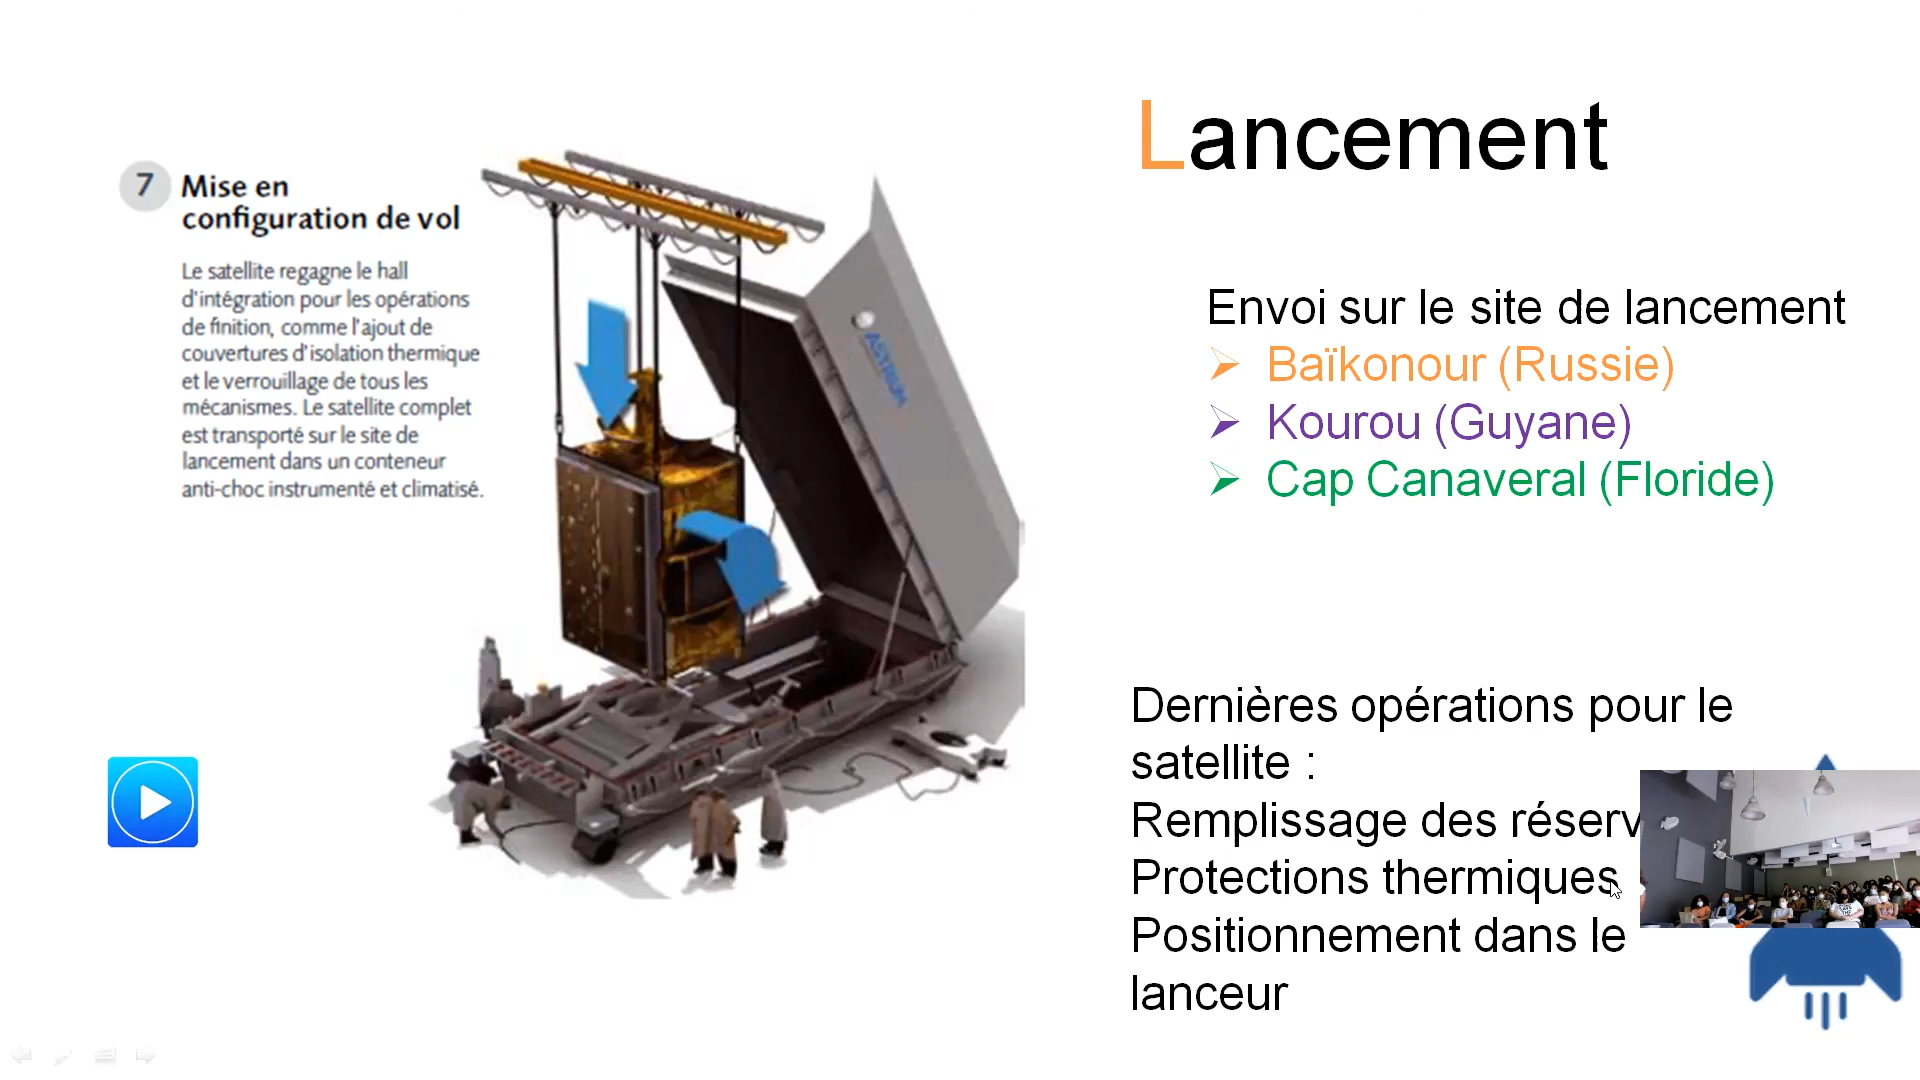 Lancement
7 Mise en
configuration de vol
Le satellite regagne le hall
d'intégration pour les opérations
de finition, comme l'ajout de
couvertures d'isolation thermique
et le verrouillage de tous les
mécanismes. Le satellite complet
est transporté sur le site de
lancement dans un conteneur
anti-choc instrumenté et climatisé.
ASTRIUM
Envoi sur le site de lancement
Baïkonour (Russie)
Kourou (Guyane)
Cap Canaveral (Floride)
Dernières opérations pour le
satellite :
Remplissage des réserv
Protections thermiques
Positionnement dans le
lanceur